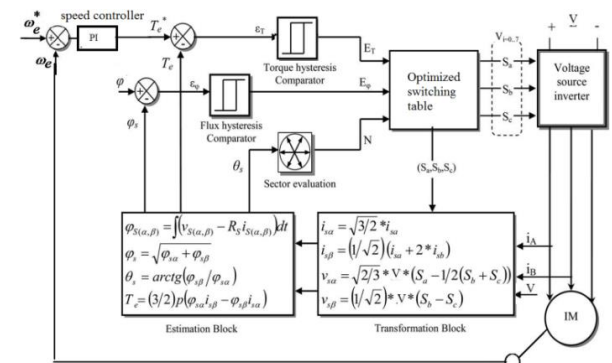 speed controller
ωe*
PI
Te*
ωe
Te
εT
ET
Torque hysteresis
Comparator
φ
φs
εφ
Eφ
Flux hysteresis
Comparator
θs
N
Sector evaluation
Optimized
switching
table
Vi=0..7
Sa
Sb
Sc
+ V -
Voltage
source
inverter
(Sa,Sb,Sc)
φS(α,β) = ∫(vS(α,β) − RS iS(α,β))dt
φs = √(φsα + φsβ)
θs = arctg(φsβ/φsα)
Te = (3/2)p(φsα isβ − φsβ isα)
Estimation Block
isα = √3/2 * isa
isβ = (1/√2)(isa + 2* isb)
vsα = √2/3 * V* (Sa − 1/2(Sb + Sc))
vsβ = (1/√2)* V* (Sb − Sc)
Transformation Block
iA
iB
V
IM